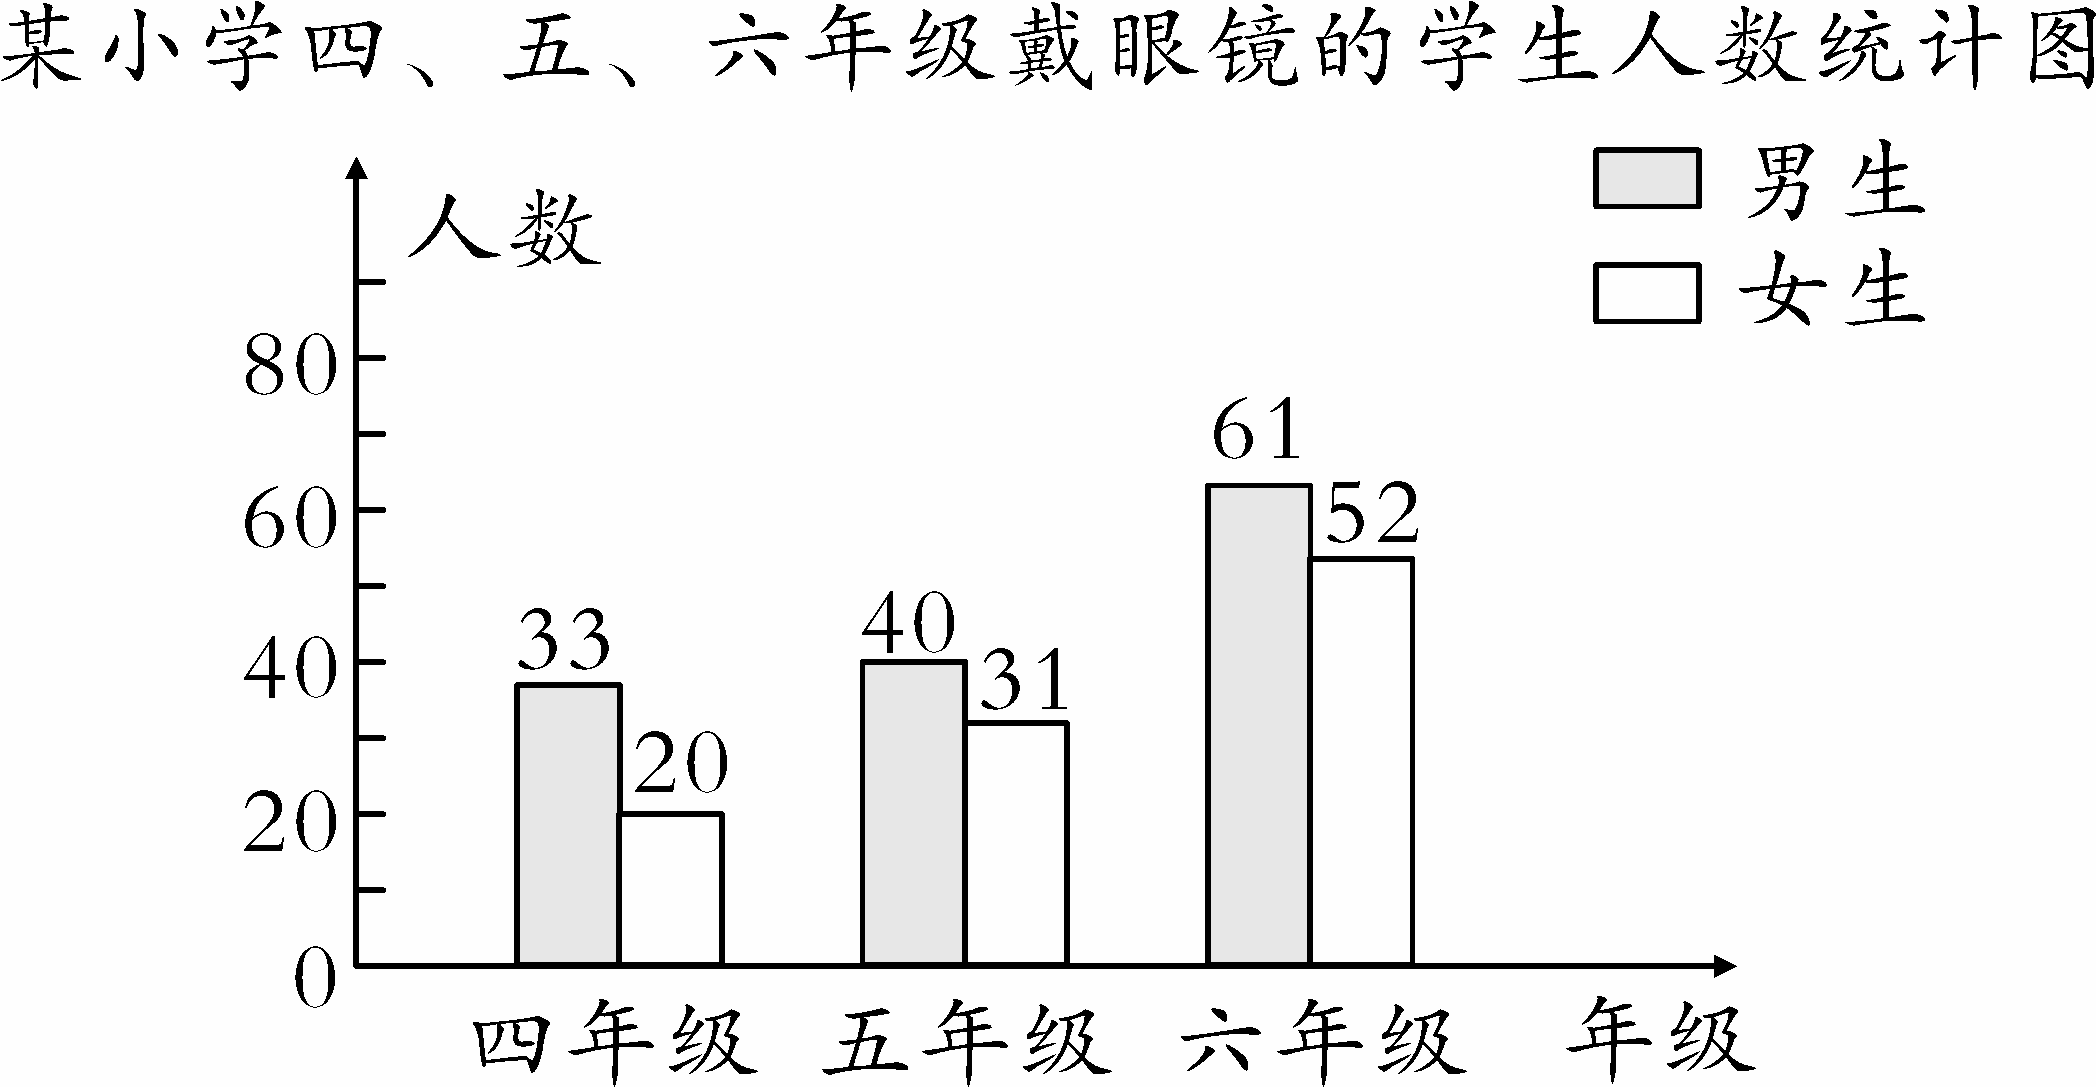 某小学四、五、六年级戴眼镜的学生人数统计图
男生
女生
人数
80
60
40
20
0
33
20
40
31
61
52
四年级 五年级 六年级 年级